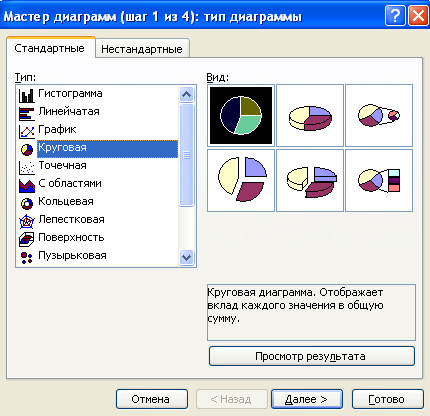 Мастер диаграмм (шаг 1 из 4): тип диаграммы
Стандартные
Нестандартные
Тип:
Гистограмма
Линейчатая
График
Круговая
Точечная
С областями
Кольцевая
Лепестковая
Поверхность
Пузырьковая
Вид:
Круговая диаграмма. Отображает
вклад каждого значения в общую
сумму.
Просмотр результата
Отмена
< Назад
Далее >
Готово